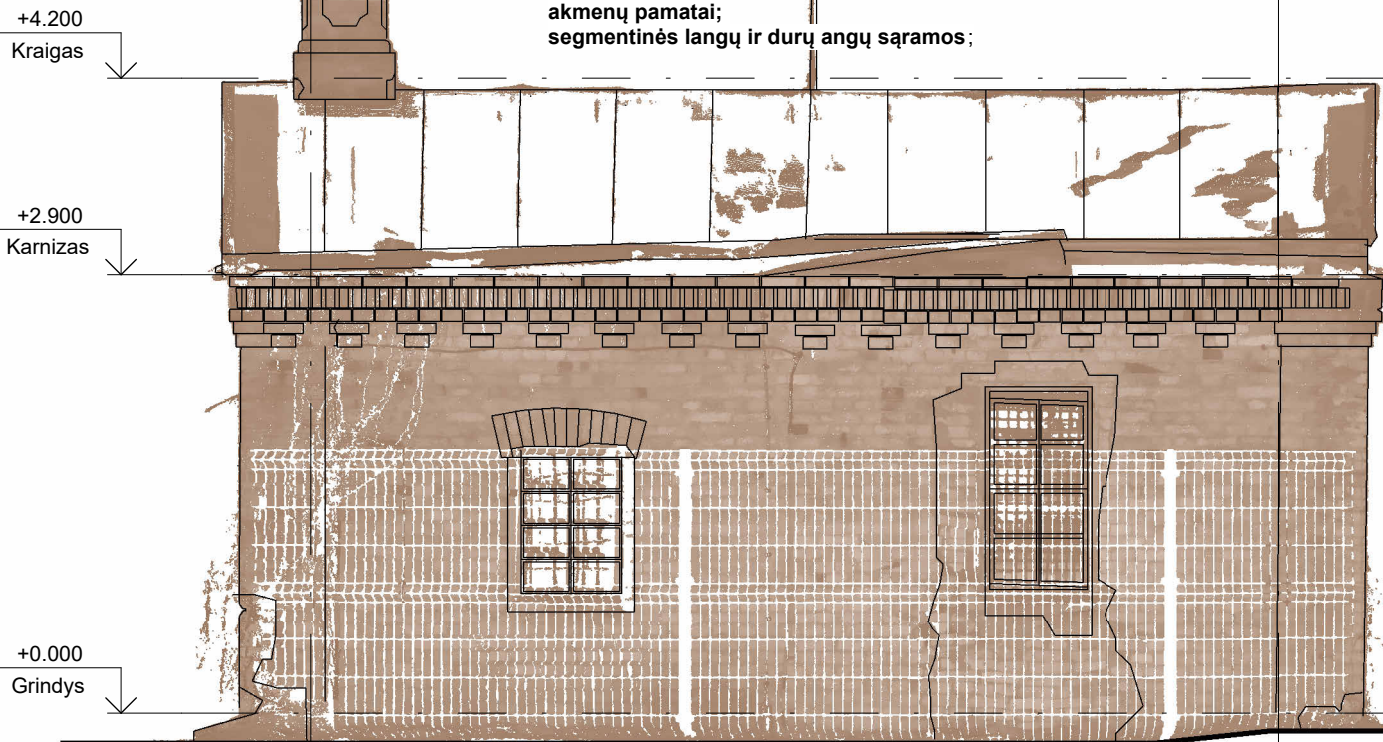 akmenų pamatai;
segmentinės langų ir durų angų sąramos;
+4.200
Kraigas
+2.900
Karnizas
+0.000
Grindys